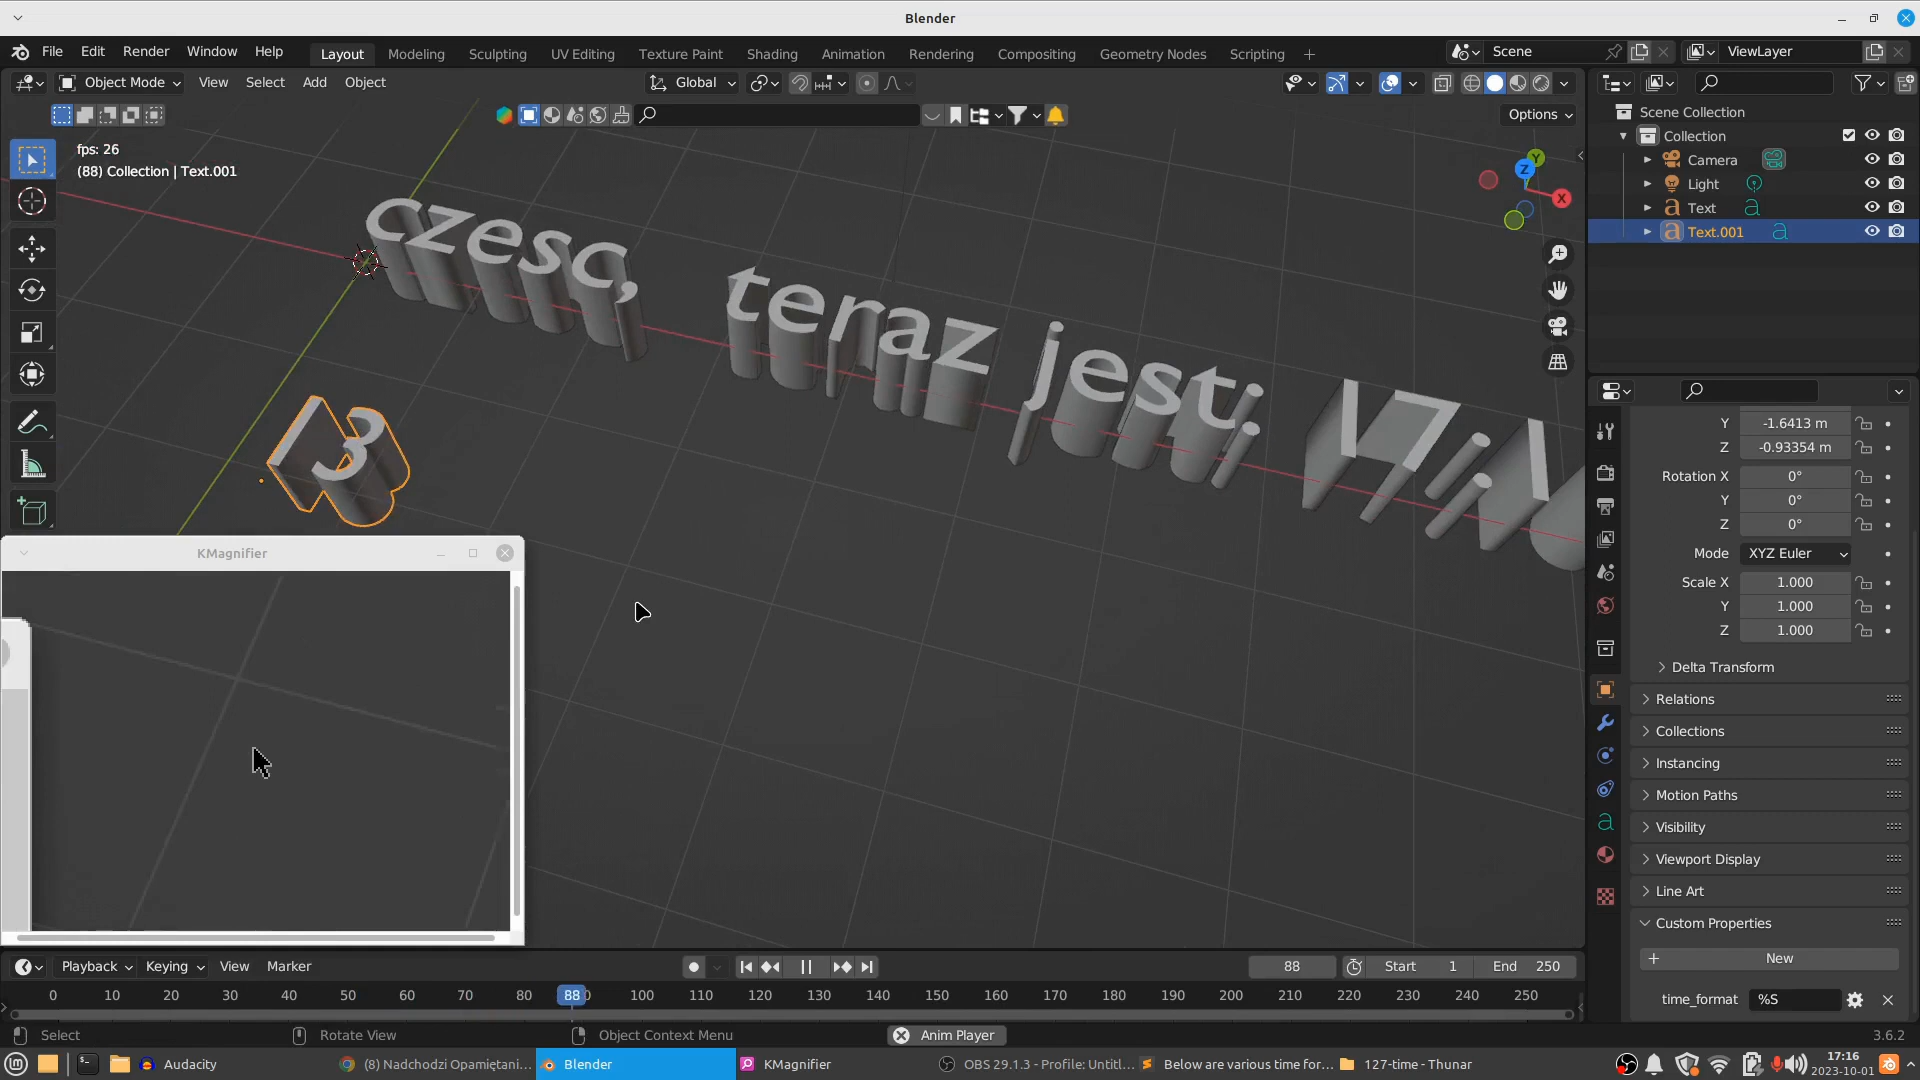 Blender
File Edit Render Window Help
Layout Modeling Sculpting UV Editing Texture Paint Shading Animation Rendering Compositing Geometry Nodes Scripting +
Scene
ViewLayer
Object Mode View Select Add Object
Global
Options
fps: 26
(88) Collection | Text.001
czesc, teraz jest:
13
Z
Y
X
Scene Collection
Collection
Camera
Light
Text
Text.001
Y -1.6413 m
Z -0.93354 m
Rotation X 0°
Y 0°
Z 0°
Mode XYZ Euler
Scale X 1.000
Y 1.000
Z 1.000
Delta Transform
Relations
Collections
Instancing
Motion Paths
Visibility
Viewport Display
Line Art
Custom Properties
+ New
time_format %S
KMagnifier
Playback Keying View Marker
88
Start 1
End 250
0 10 20 30 40 50 60 70 80 88 100 110 120 130 140 150 160 170 180 190 200 210 220 230 240 250
Select
Rotate View
Object Context Menu
Anim Player
3.6.2
Audacity
(8) Nadchodzi Opamiętani...
Blender
KMagnifier
OBS 29.1.3 - Profile: Untitl...
Below are various time for...
127-time - Thunar
17:16
2023-10-01